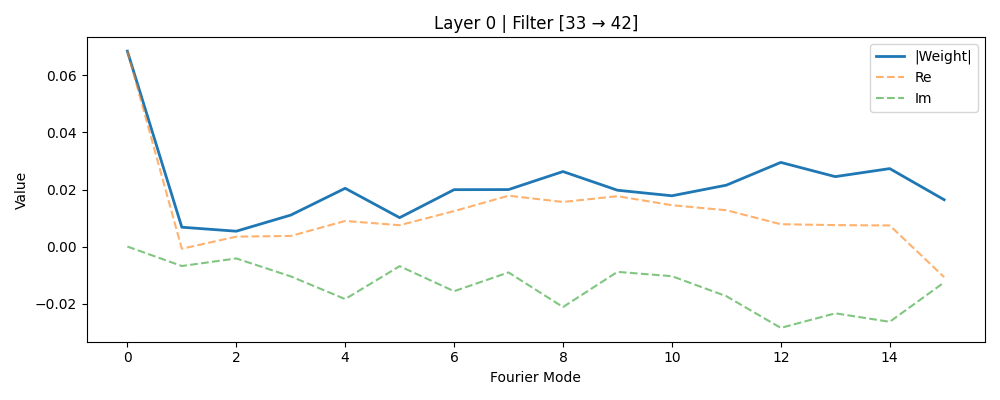 Layer 0 | Filter [33 → 42]
|Weight|
Re
Im
0.06
0.04
0.02
0.00
−0.02
Value
0 2 4 6 8 10 12 14
Fourier Mode